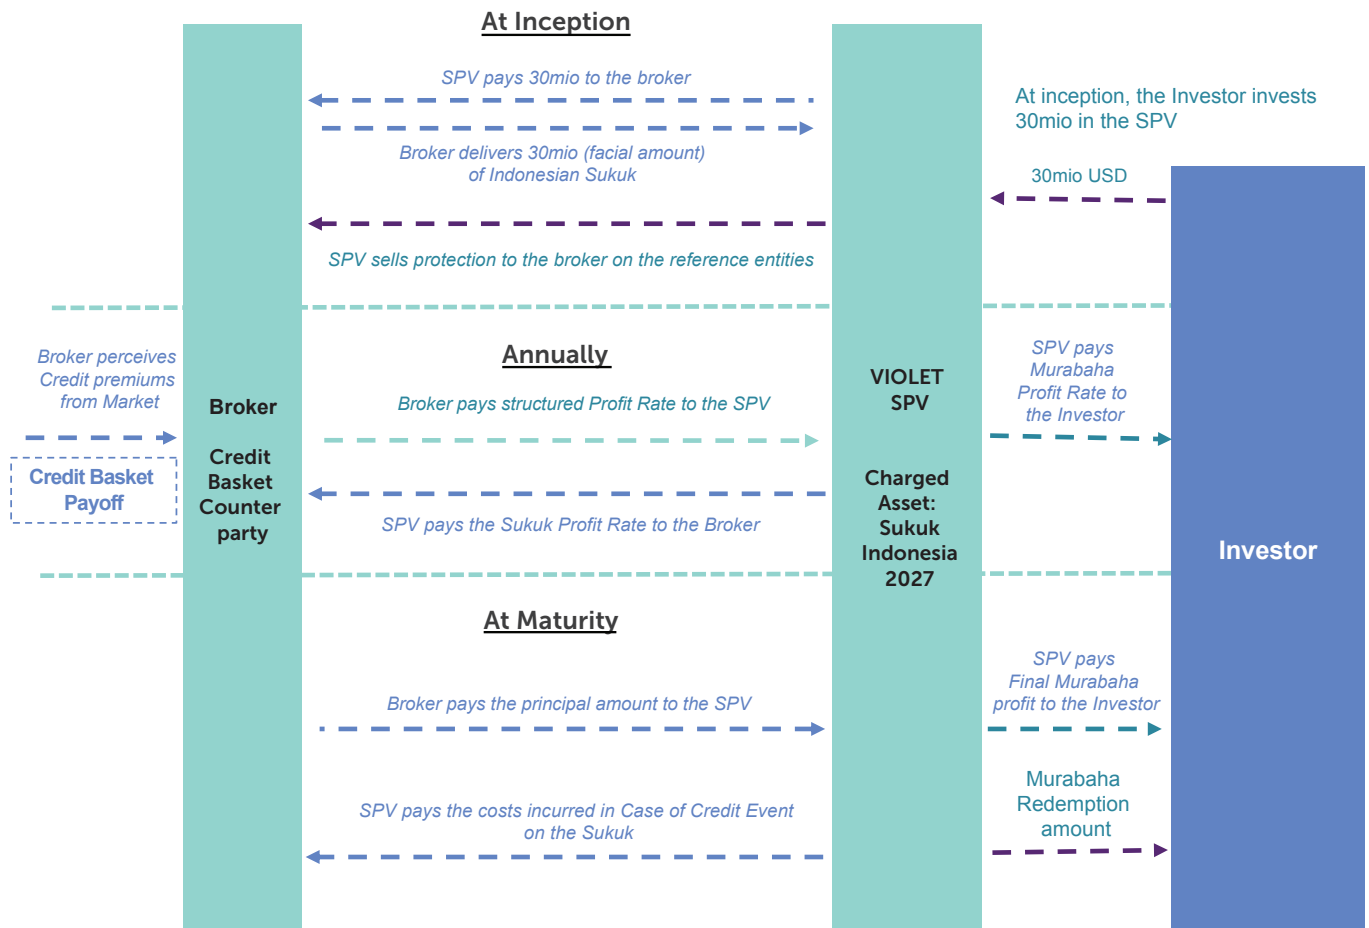 At Inception
SPV pays 30mio to the broker
Broker delivers 30mio (facial amount)
of Indonesian Sukuk
SPV sells protection to the broker on the reference entities
At inception, the Investor invests
30mio in the SPV
30mio USD
Annually
Broker perceives
Credit premiums
from Market
Credit Basket
Payoff
Broker
Credit
Basket
Counter
party
Broker pays structured Profit Rate to the SPV
SPV pays the Sukuk Profit Rate to the Broker
VIOLET
SPV
Charged
Asset:
Sukuk
Indonesia
2027
SPV pays
Murabaha
Profit Rate to
the Investor
Investor
At Maturity
Broker pays the principal amount to the SPV
SPV pays the costs incurred in Case of Credit Event
on the Sukuk
SPV pays
Final Murabaha
profit to the Investor
Murabaha
Redemption
amount